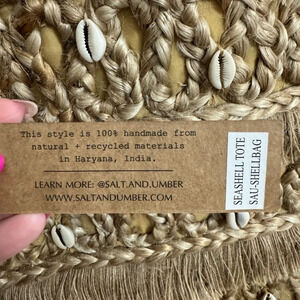 This style is 100% handmade from
natural + recycled materials
in Haryana, India.
LEARN MORE: @SALT.AND.UMBER
WWW.SALTANDUMBER.COM
SEASHELL TOTE
SAU-SHELLBAG